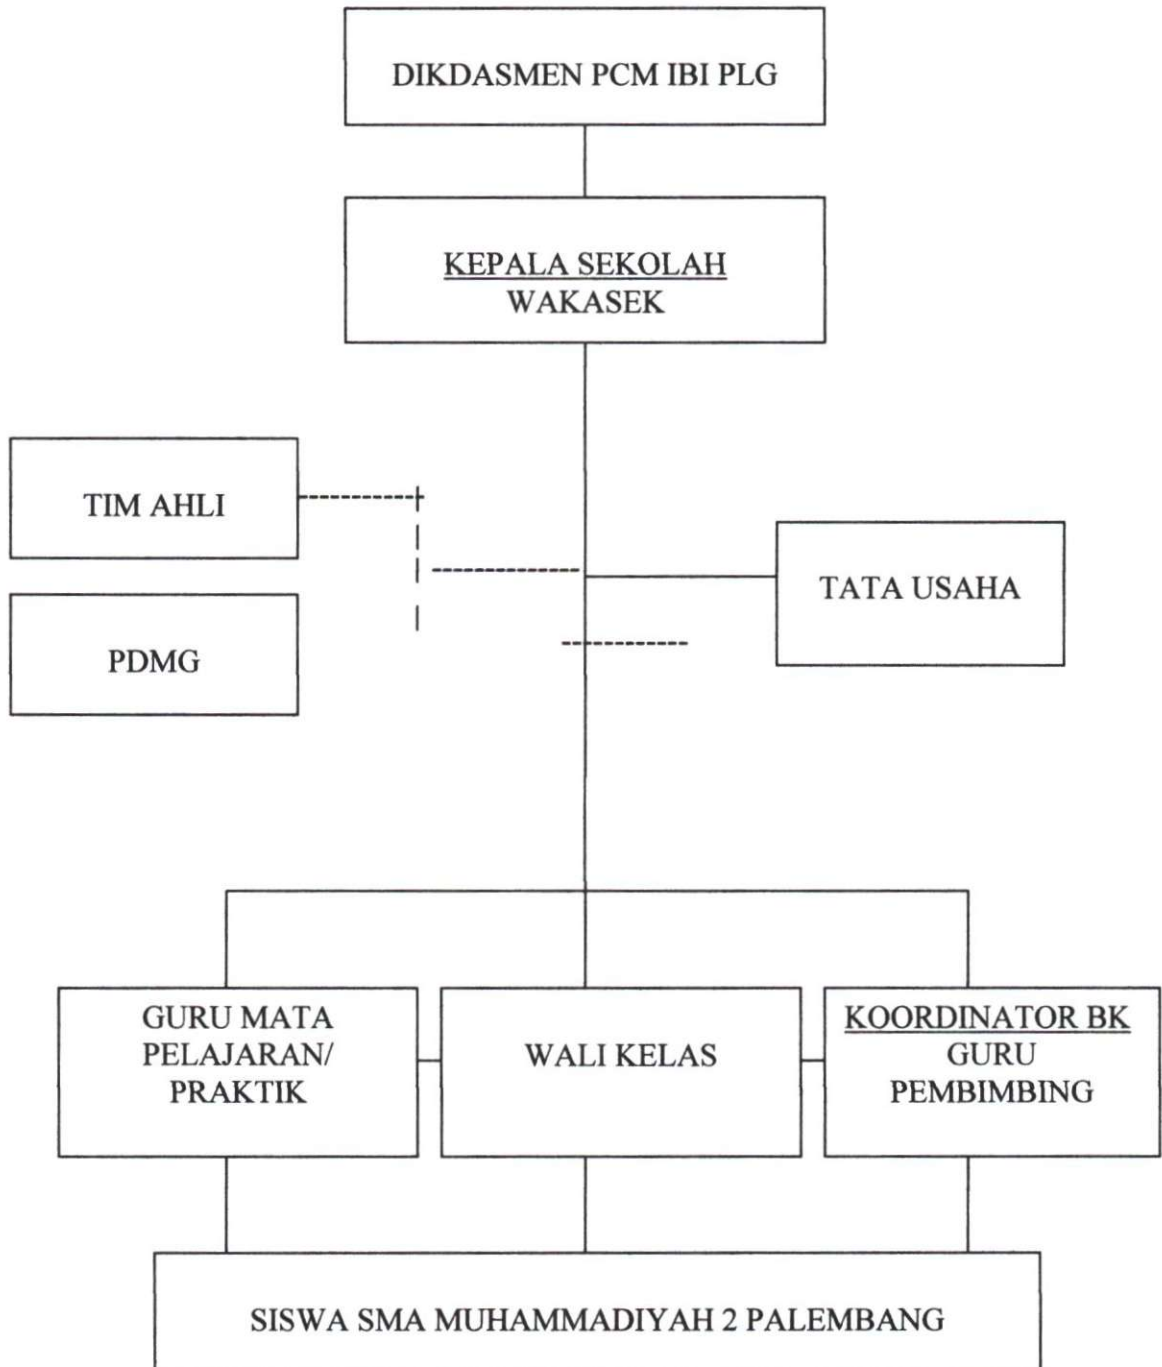 DIKDASMEN PCM IBI PLG
KEPALA SEKOLAH
WAKASEK
TIM AHLI
TATA USAHA
PDMG
GURU MATA
PELAJARAN/
PRAKTIK
WALI KELAS
KOORDINATOR BK
GURU
PEMBIMBING
SISWA SMA MUHAMMADIYAH 2 PALEMBANG